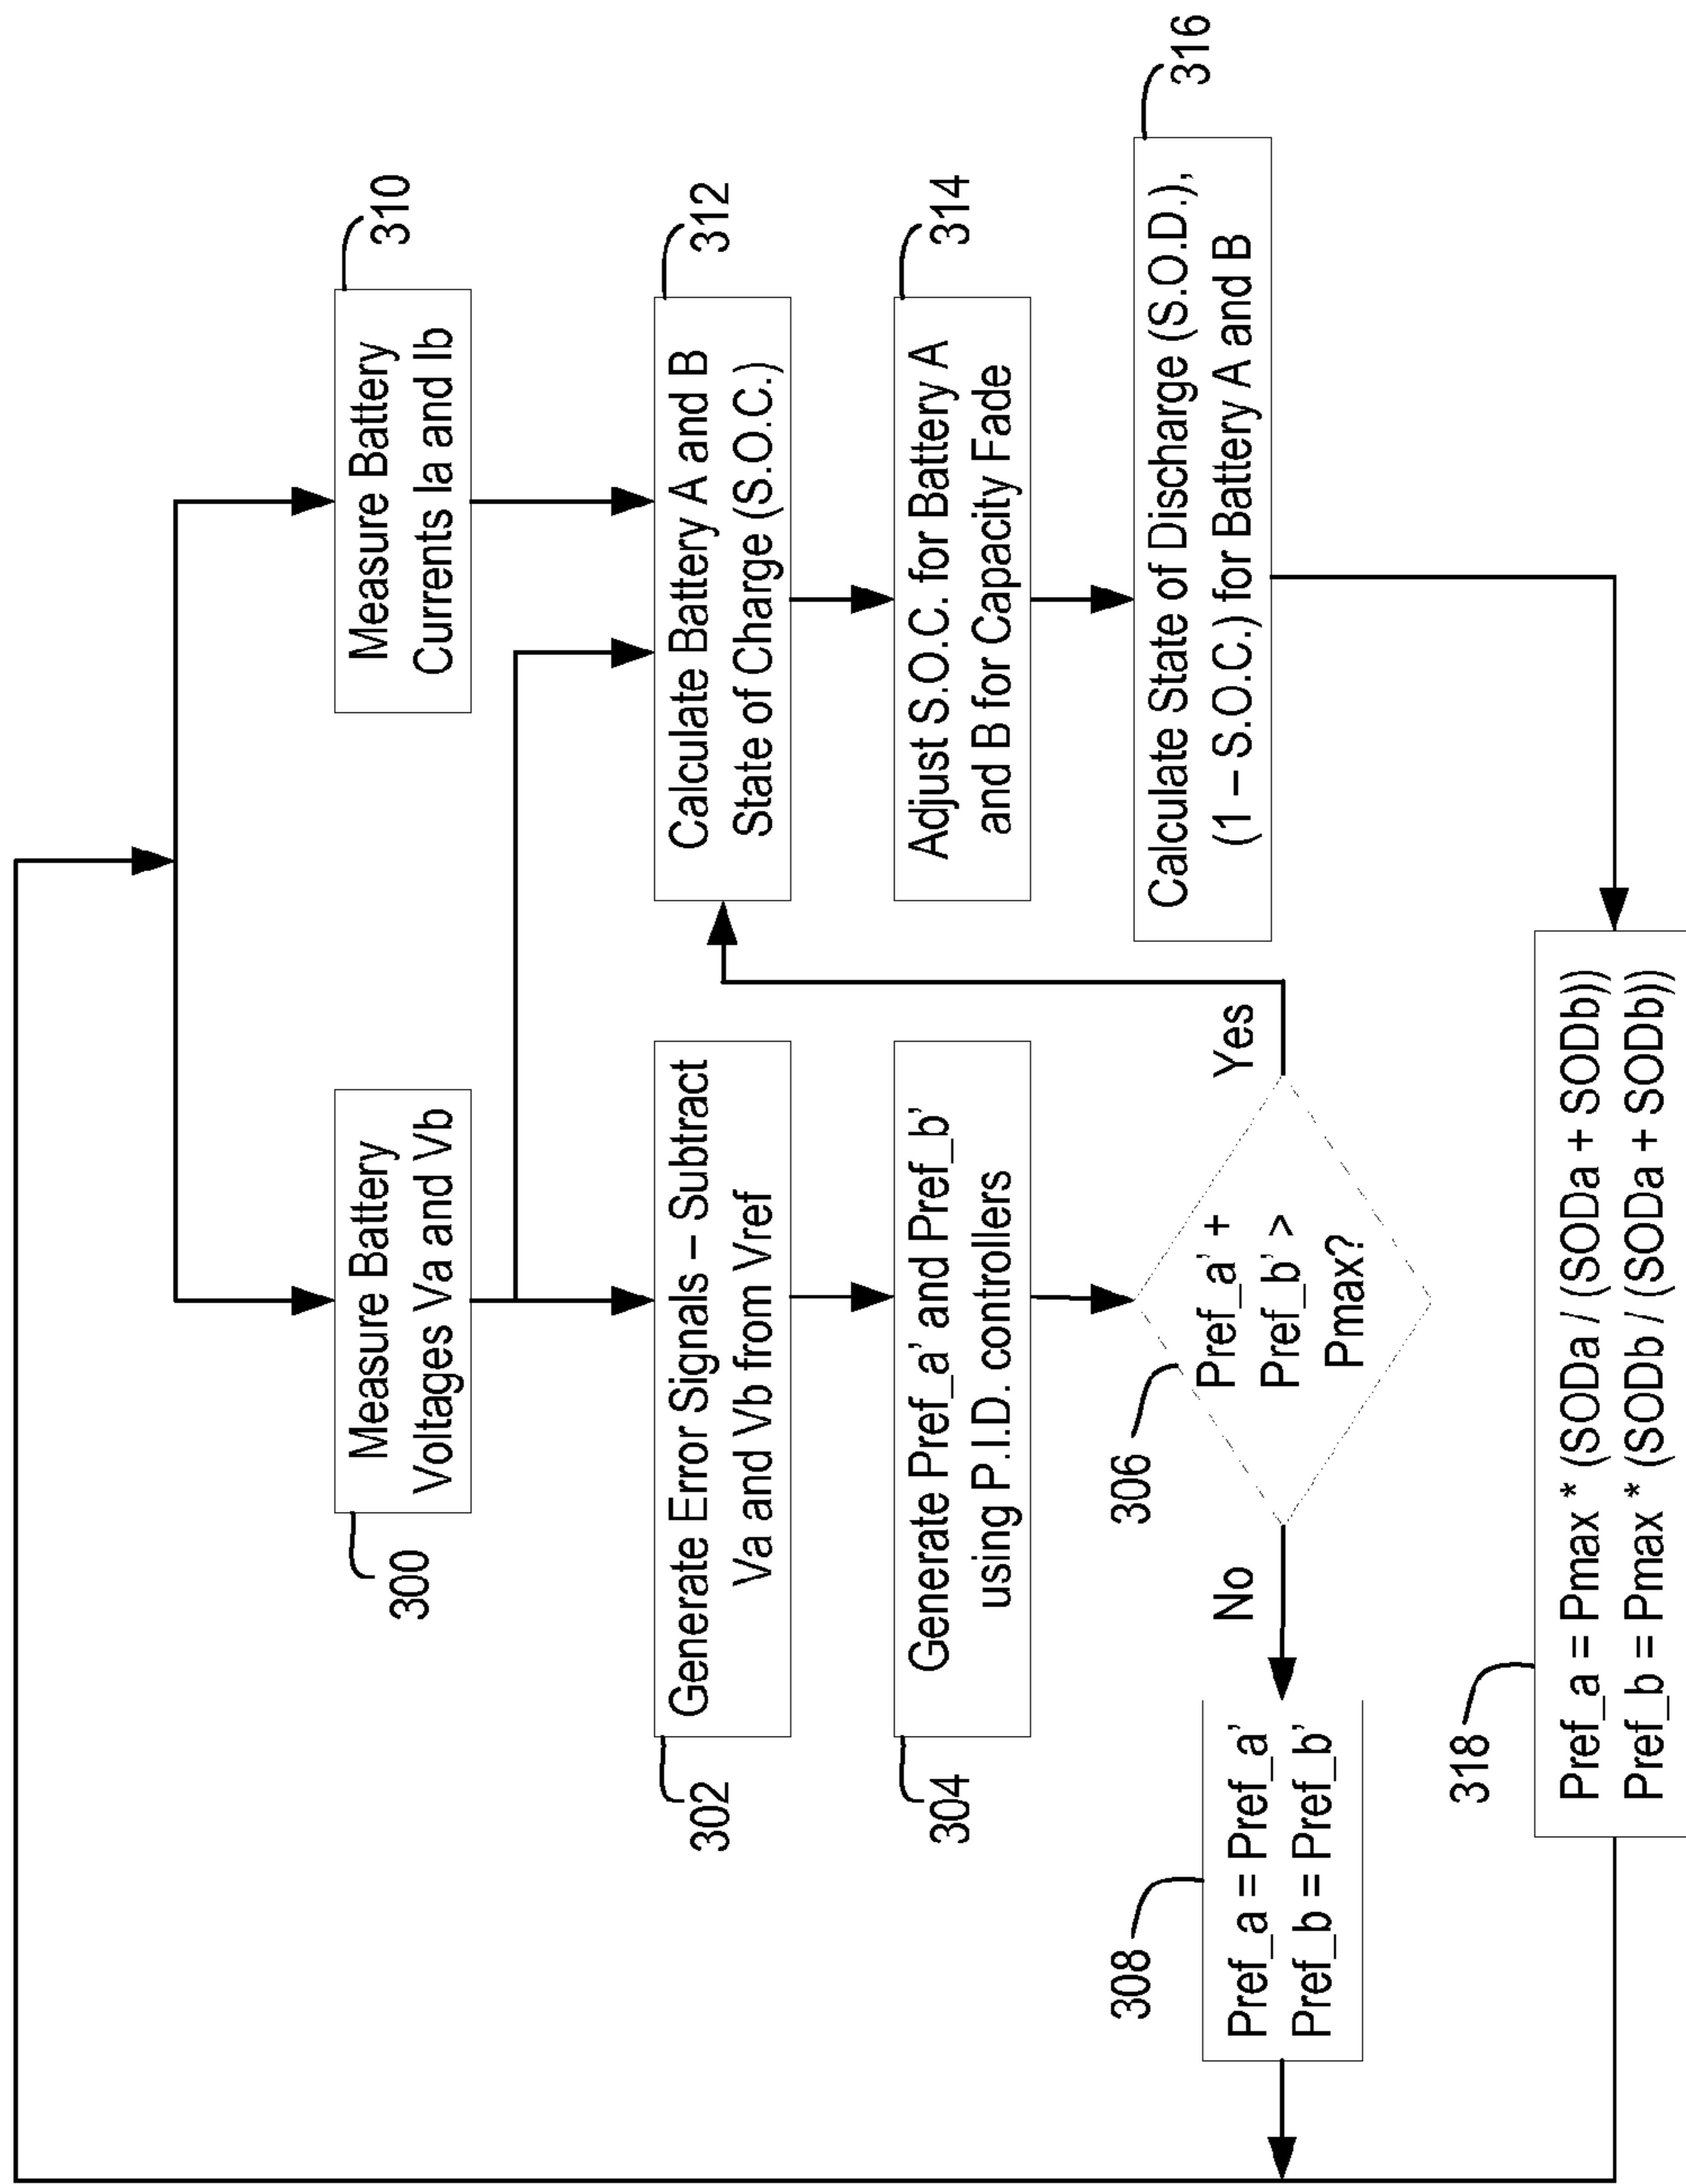 300
Measure Battery
Voltages Va and Vb
310
Measure Battery
Currents Ia and Ib
302
Generate Error Signals – Subtract
Va and Vb from Vref
312
Calculate Battery A and B
State of Charge (S.O.C.)
304
Generate Pref_a’ and Pref_b’
using P.I.D. controllers
314
Adjust S.O.C. for Battery A
and B for Capacity Fade
306
Pref_a’ +
Pref_b’ >
Pmax?
No
Yes
308
Pref_a = Pref_a’
Pref_b = Pref_b’
316
Calculate State of Discharge (S.O.D.),
(1 – S.O.C.) for Battery A and B
318
Pref_a = Pmax * (SODa / (SODa + SODb))
Pref_b = Pmax * (SODb / (SODa + SODb))